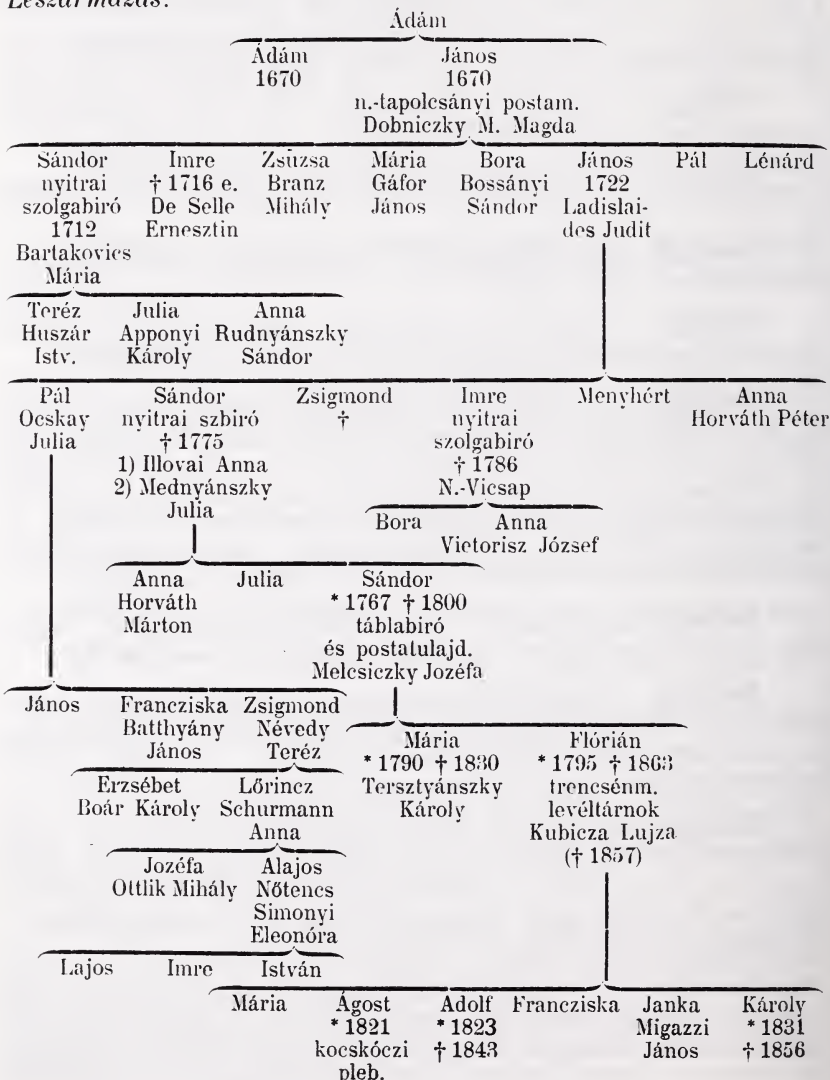 Leszármazás.
Ádám
Ádám János
1670 1670
n.-tapolcsányi postam.
Dobniczky M. Magda
Sándor Imre Zsuzsa Mária Bora János Pál Lénárd
nyitrai † 1716 e. Branz Gáfor Bossányi 1722
szolgabiró De Selle Mihály János Sándor Ladislai-
1712 Ernesztin des Judit
Bartakovics
Mária
Teréz Julia Anna
Huszár Apponyi Rudnyánszky
Istv. Károly Sándor
Pál Sándor Zsigmond Imre Menyhért Anna
Ocskay nyitrai szbiró † nyitrai Horváth Péter
Julia † 1775 szolgabiró
1) Illovai Anna † 1786
2) Mednyánszky N.-Vicsap
Julia
Bora Anna
Victorisz József
Anna Julia Sándor
Horváth * 1767 † 1800
Márton táblabiró
és postatulajd.
Melcsiczky Jozéfa
János Francziska Zsigmond
Batthyány Névedy
János Teréz
Mária Flórián
* 1790 † 1830 * 1795 † 1863
Tersztyánszky trencsénm.
Károly levéltárnok
Kubicza Lujza
(† 1857)
Erzsébet Lőrincz
Boár Károly Schurmann
Anna
Jozéfa Alajos
Ottlik Mihály Nőtencs
Simonyi
Eleonóra
Lajos Imre István
Mária Ágost Adolf Francziska Janka Károly
* 1821 * 1823 Migazzi * 1831
kocskóczi † 1843 János † 1856
pleb.